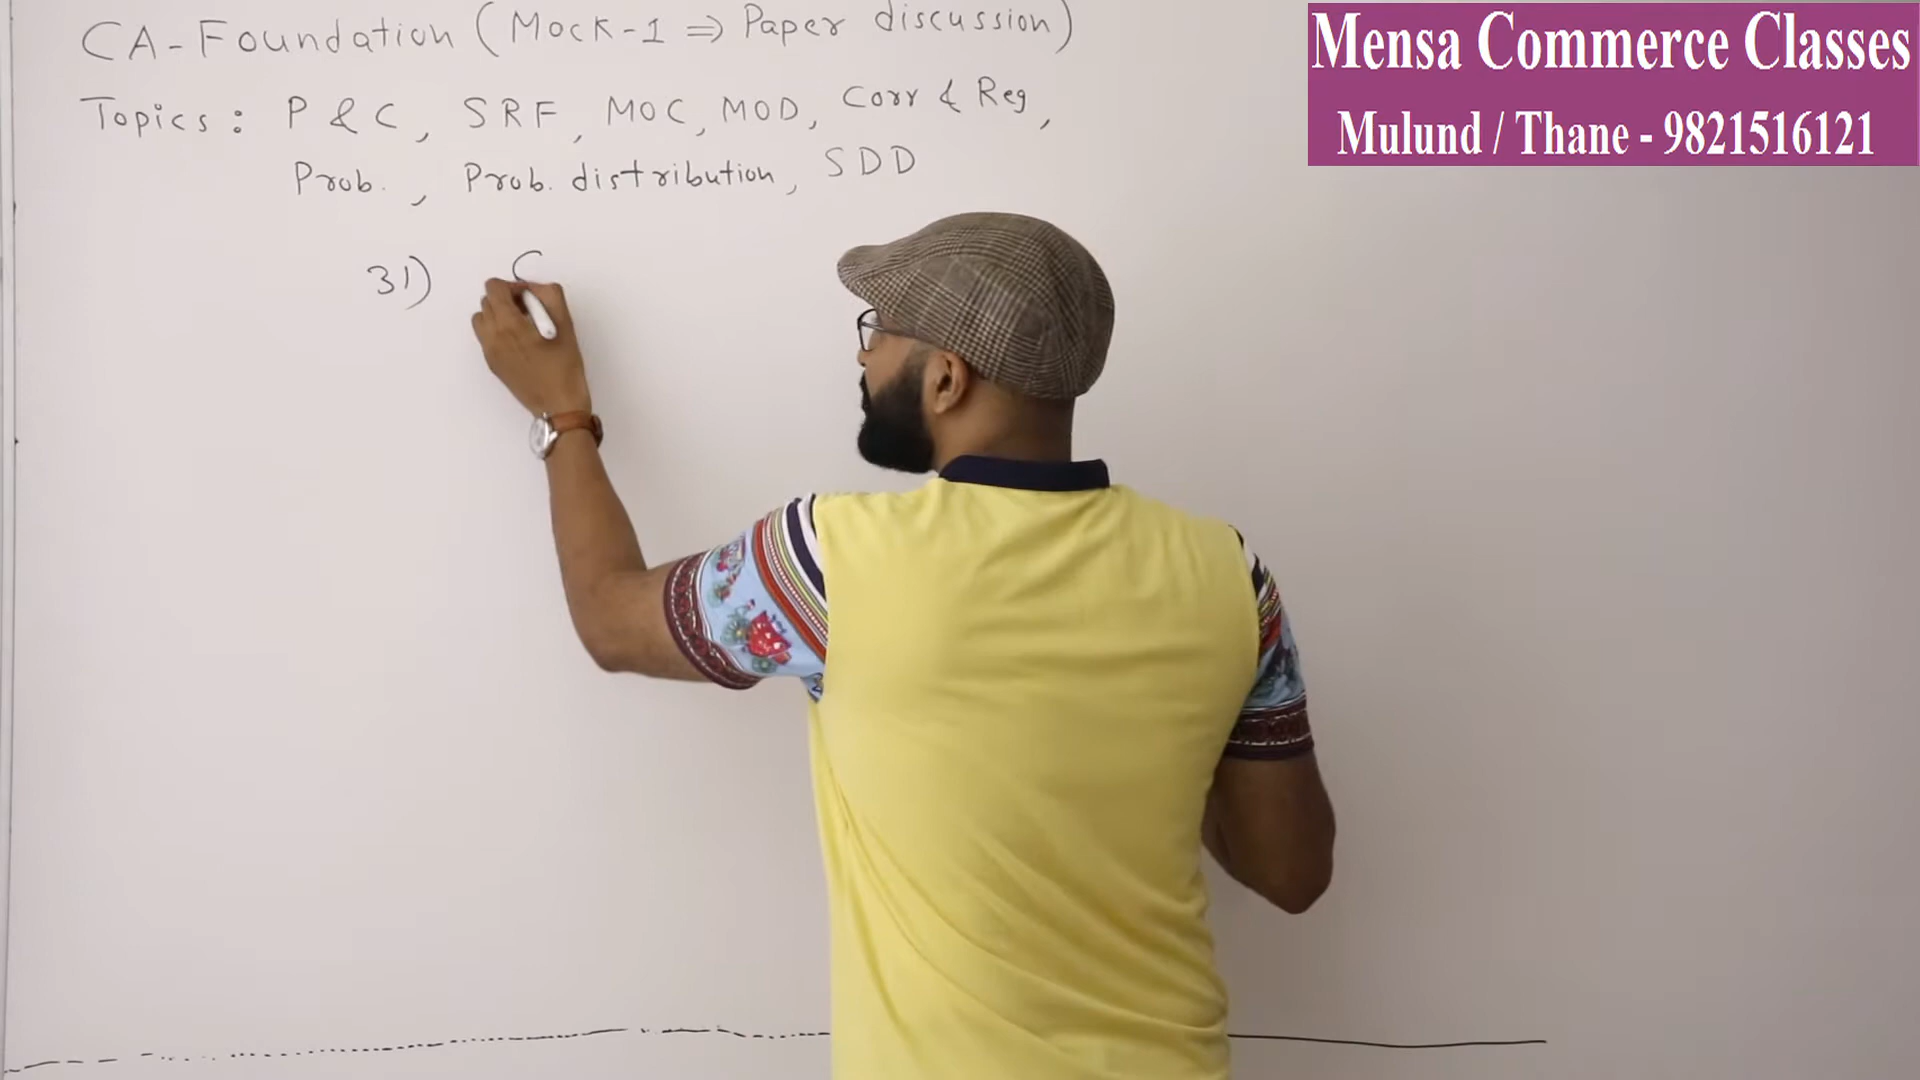 CA-Foundation (Mock-1 ⇒ Paper discussion)
Topics : P & C, SRF, MOC, MOD, Corr & Reg,
Prob., Prob. distribution, SDD
31) C
Mensa Commerce Classes
Mulund / Thane - 9821516121